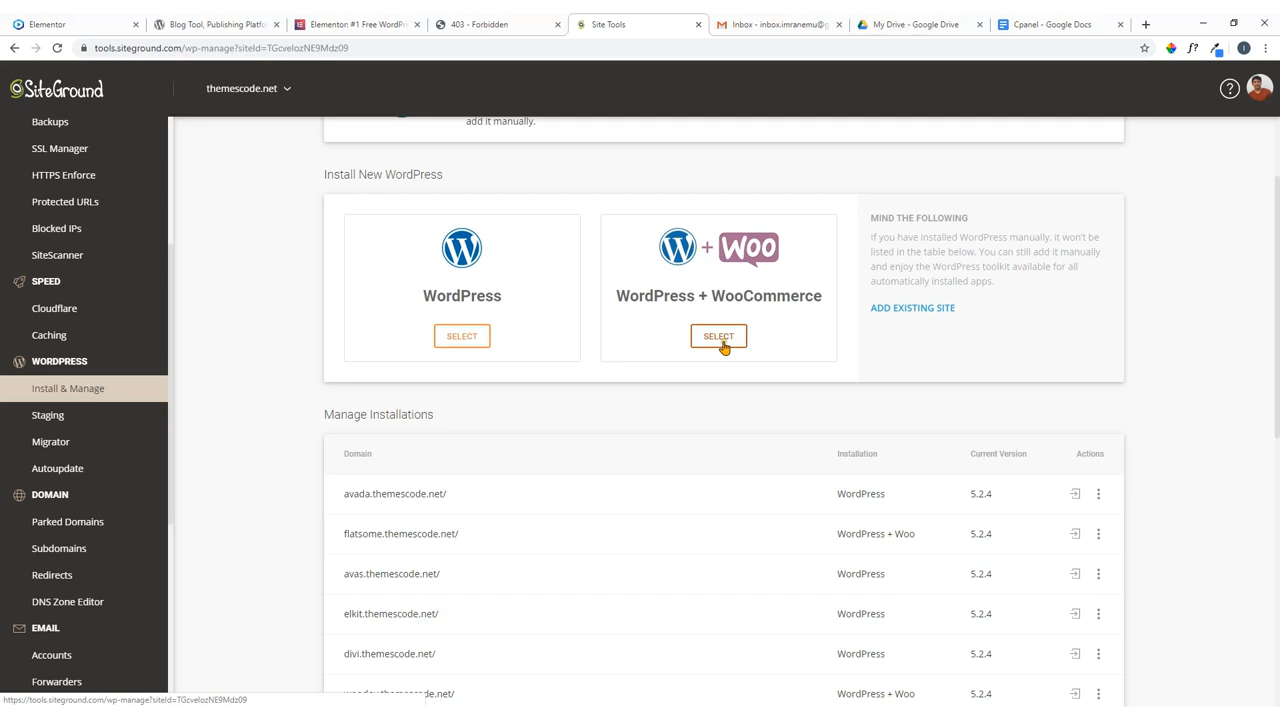 Elementor
Blog Tool, Publishing Platfo
Elementor: #1 Free WordPre
403 - Forbidden
Site Tools
Inbox - inbox.imranemu@g
My Drive - Google Drive
Cpanel - Google Docs
tools.siteground.com/wp-manage?siteId=TGcvelozNE9Mdz09
f?
I
SiteGround
themescode.net
?
Backups
SSL Manager
HTTPS Enforce
Protected URLs
Blocked IPs
SiteScanner
SPEED
Cloudflare
Caching
WORDPRESS
Install & Manage
Staging
Migrator
Autoupdate
DOMAIN
Parked Domains
Subdomains
Redirects
DNS Zone Editor
EMAIL
Accounts
Forwarders
add it manually.
Install New WordPress
WordPress
SELECT
+ WOO
WordPress + WooCommerce
SELECT
MIND THE FOLLOWING
If you have installed WordPress manually, it won't be
listed in the table below. You can still add it manually
and enjoy the WordPress toolkit available for all
automatically installed apps.
ADD EXISTING SITE
Manage Installations
Domain Installation Current Version Actions
avada.themescode.net/ WordPress 5.2.4
flatsome.themescode.net/ WordPress + Woo 5.2.4
avas.themescode.net/ WordPress 5.2.4
elkit.themescode.net/ WordPress 5.2.4
divi.themescode.net/ WordPress 5.2.4
WordPress + Woo 5.2.4
https://tools.siteground.com/wp-manage?siteId=TGcvelozNE9Mdz09